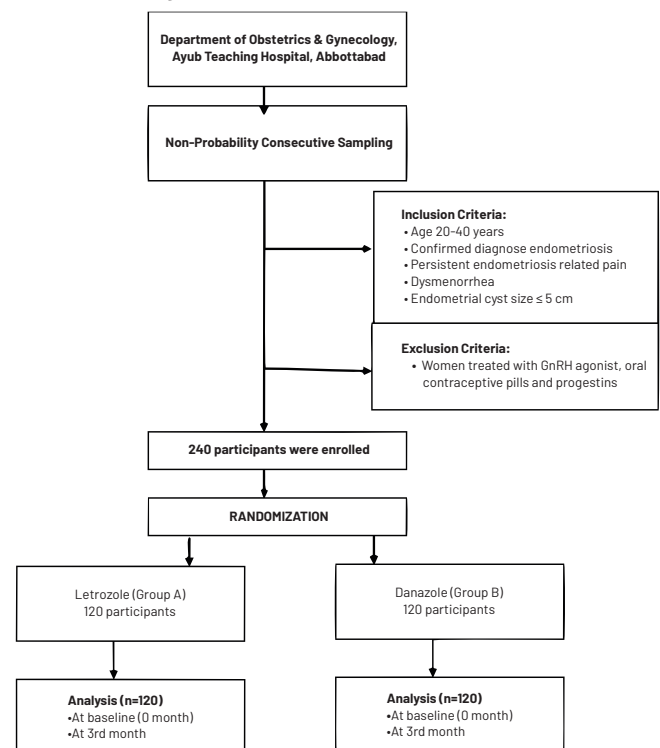 Department of Obstetrics & Gynecology,
Ayub Teaching Hospital, Abbottabad
Non-Probability Consecutive Sampling
Inclusion Criteria:
• Age 20-40 years
• Confirmed diagnose endometriosis
• Persistent endometriosis related pain
• Dysmenorrhea
• Endometrial cyst size ≤ 5 cm
Exclusion Criteria:
• Women treated with GnRH agonist, oral
contraceptive pills and progestins
240 participants were enrolled
RANDOMIZATION
Letrozole (Group A)
120 participants
Danazole (Group B)
120 participants
Analysis (n=120)
•At baseline (0 month)
•At 3rd month
Analysis (n=120)
•At baseline (0 month)
•At 3rd month